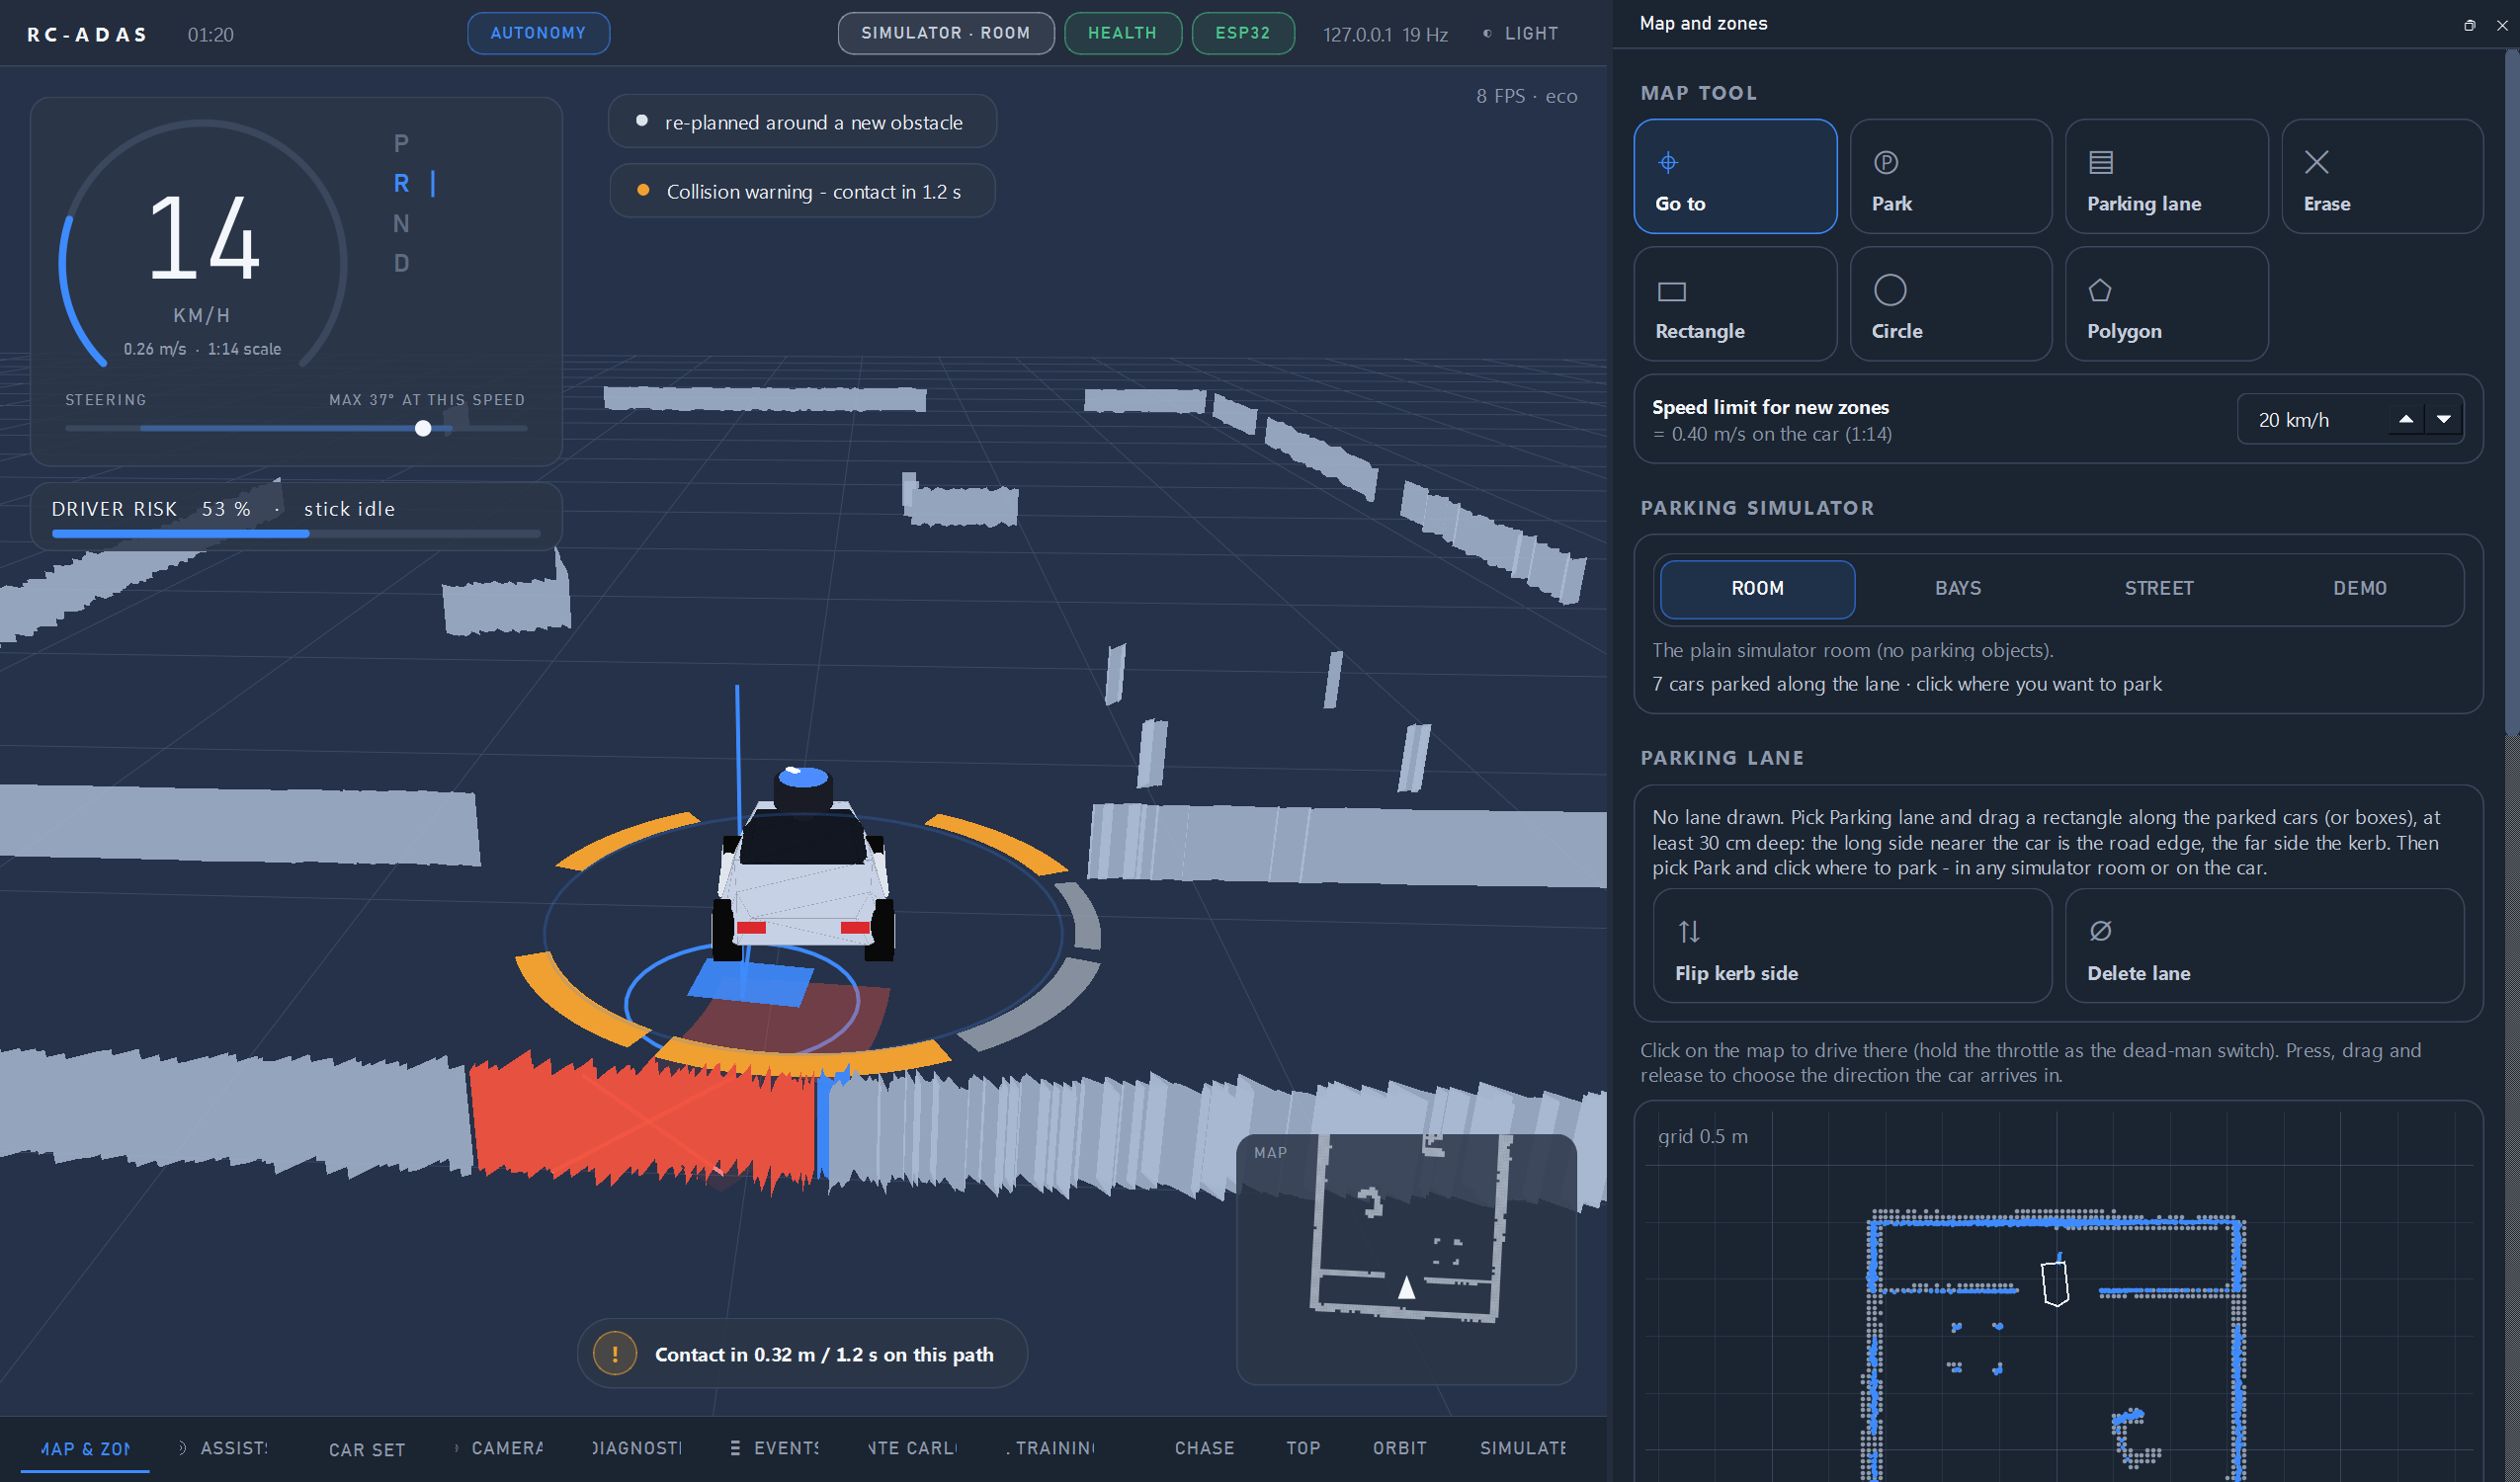 RC-ADAS 01:20 AUTONOMY SIMULATOR · ROOM HEALTH ESP32 127.0.0.1 19 Hz LIGHT
8 FPS · eco
re-planned around a new obstacle
Collision warning - contact in 1.2 s
P
R
N
D
14
KM/H
0.26 m/s · 1:14 scale
STEERING MAX 37° AT THIS SPEED
DRIVER RISK 53 % · stick idle
MAP
! Contact in 0.32 m / 1.2 s on this path
MAP & ZON ASSIST CAR SET CAMERA DIAGNOSTI EVENTS NTE CARL . TRAINING CHASE TOP ORBIT SIMULATE
Map and zones
MAP TOOL
Go to
Park
Parking lane
Erase
Rectangle
Circle
Polygon
Speed limit for new zones
= 0.40 m/s on the car (1:14)
20 km/h
PARKING SIMULATOR
ROOM BAYS STREET DEMO
The plain simulator room (no parking objects).
7 cars parked along the lane · click where you want to park
PARKING LANE
No lane drawn. Pick Parking lane and drag a rectangle along the parked cars (or boxes), at
least 30 cm deep: the long side nearer the car is the road edge, the far side the kerb. Then
pick Park and click where to park - in any simulator room or on the car.
Flip kerb side
Delete lane
Click on the map to drive there (hold the throttle as the dead-man switch). Press, drag and
release to choose the direction the car arrives in.
grid 0.5 m